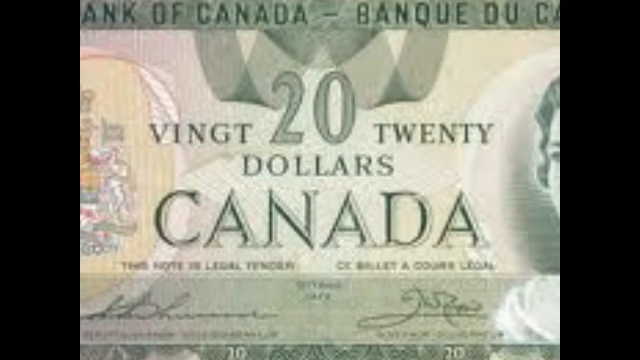 ANK OF CANADA – BANQUE DU CA
VINGT 20 TWENTY
DOLLARS
CANADA
THIS NOTE IS LEGAL TENDER CE BILLET A COURS LÉGAL
OTTAWA
20 20